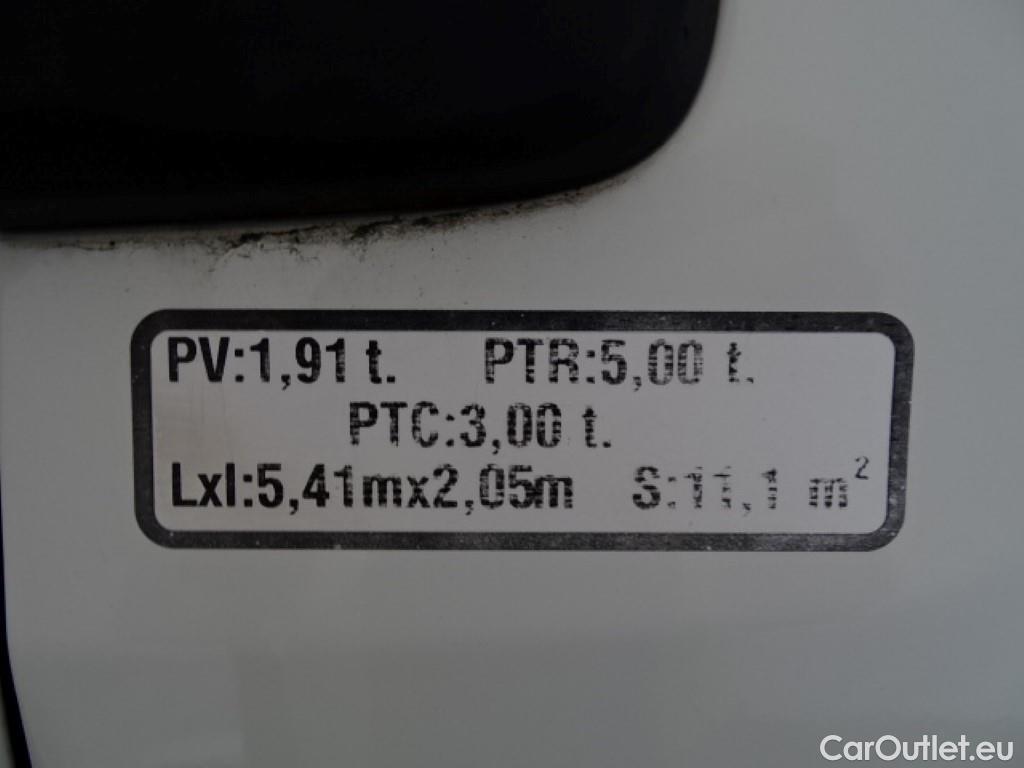 PV:1,91 t. PTR:5,00 t.
PTC:3,00 t.
Lxl:5,41mx2,05m S:11,1 m²
CarOutlet.eu